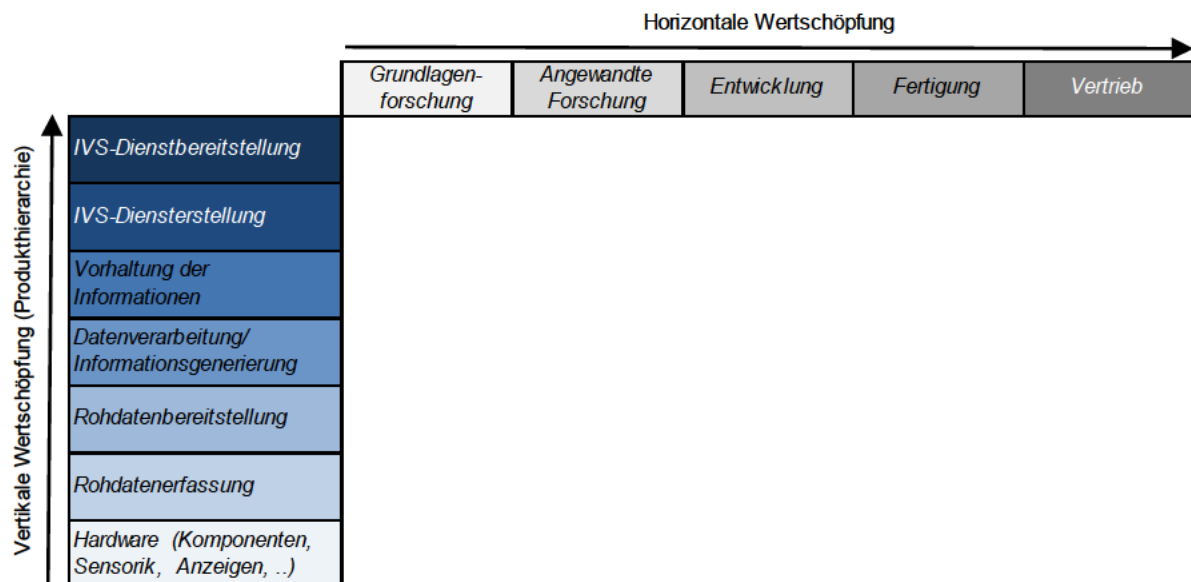 Horizontale Wertschöpfung
Grundlagen-
forschung
Angewandte
Forschung
Entwicklung
Fertigung
Vertrieb
Vertikale Wertschöpfung (Produkthierarchie)
IVS-Dienstbereitstellung
IVS-Diensterstellung
Vorhaltung der
Informationen
Datenverarbeitung/
Informationsgenerierung
Rohdatenbereitstellung
Rohdatenerfassung
Hardware (Komponenten,
Sensorik, Anzeigen, ..)